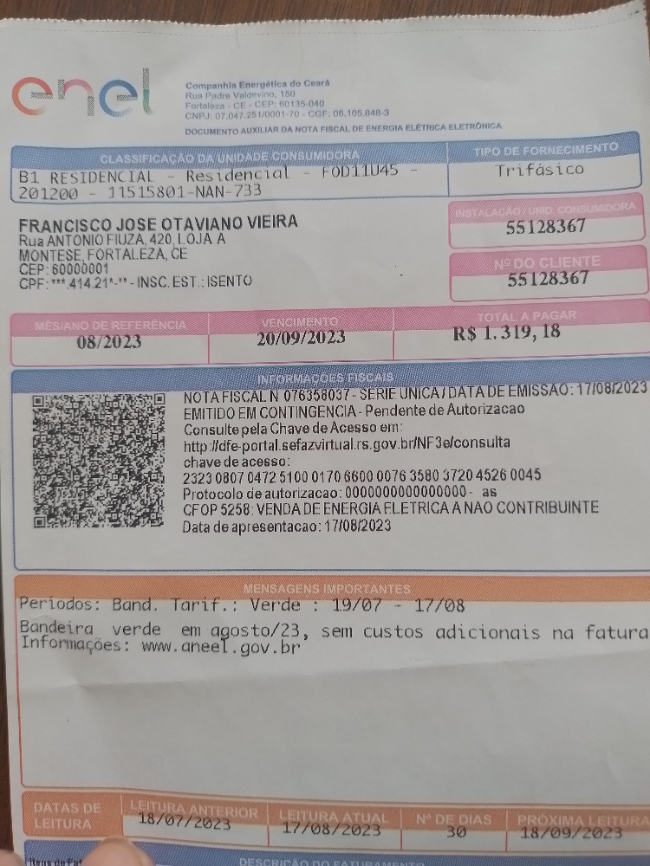 enel
Companhia Energética do Ceará
Rua Padre Valdevino, 150
Fortaleza - CE - CEP: 60135-040
CNPJ: 07.047.251/0001-70 - CGF: 06.105.848-3
DOCUMENTO AUXILIAR DA NOTA FISCAL DE ENERGIA ELÉTRICA ELETRÔNICA
CLASSIFICAÇÃO DA UNIDADE CONSUMIDORA
B1 RESIDENCIAL - Residencial - FOD11U45 -
201200 - 11515801-NAN-733
TIPO DE FORNECIMENTO
Trifásico
FRANCISCO JOSE OTAVIANO VIEIRA
Rua ANTONIO FIUZA, 420, LOJA A
MONTESE, FORTALEZA, CE
CEP: 60000001
CPF: ***.414.21*-** - INSC. EST.: ISENTO
INSTALAÇÃO / UNID. CONSUMIDORA
55128367
Nº DO CLIENTE
55128367
MÊS/ANO DE REFERÊNCIA
08/2023
VENCIMENTO
20/09/2023
TOTAL A PAGAR
R$ 1.319,18
INFORMAÇÕES FISCAIS
NOTA FISCAL N 076358037 - SERIE UNICA / DATA DE EMISSÃO: 17/08/2023
EMITIDO EM CONTINGENCIA - Pendente de Autorizacao
Consulte pela Chave de Acesso em:
http://dfe-portal.sefazvirtual.rs.gov.br/NF3e/consulta
chave de acesso:
2323 0807 0472 5100 0170 6600 0076 3580 3720 4526 0045
Protocolo de autorizacao: 0000000000000000 - as
CFOP 5258: VENDA DE ENERGIA ELETRICA A NAO CONTRIBUINTE
Data de apresentacao: 17/08/2023
MENSAGENS IMPORTANTES
Períodos: Band. Tarif.: Verde : 19/07 - 17/08
Bandeira verde em agosto/23, sem custos adicionais na fatura
Informações: www.aneel.gov.br
DATAS DE LEITURA
LEITURA ANTERIOR
18/07/2023
LEITURA ATUAL
17/08/2023
Nº DE DIAS
30
PRÓXIMA LEITURA
18/09/2023
DESCRIÇÃO DO FATURAMENTO